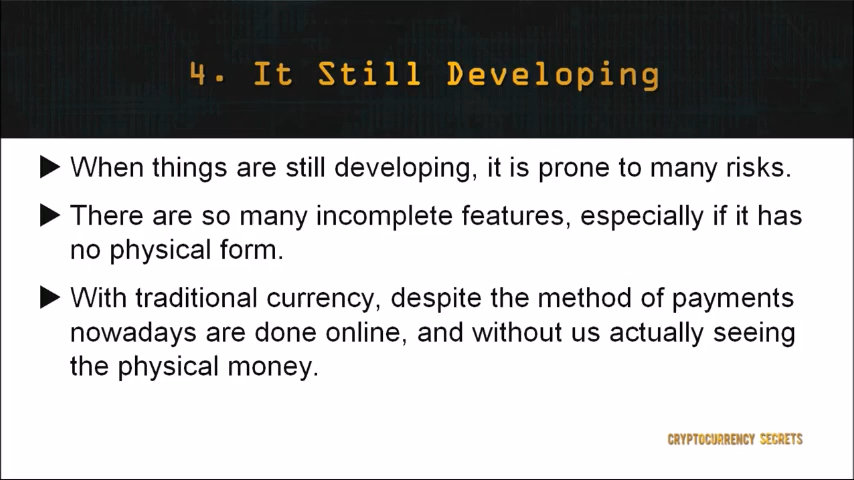 4. It Still Developing
▶ When things are still developing, it is prone to many risks.
▶ There are so many incomplete features, especially if it has
no physical form.
▶ With traditional currency, despite the method of payments
nowadays are done online, and without us actually seeing
the physical money.
CRYPTOCURRENCY SECRETS